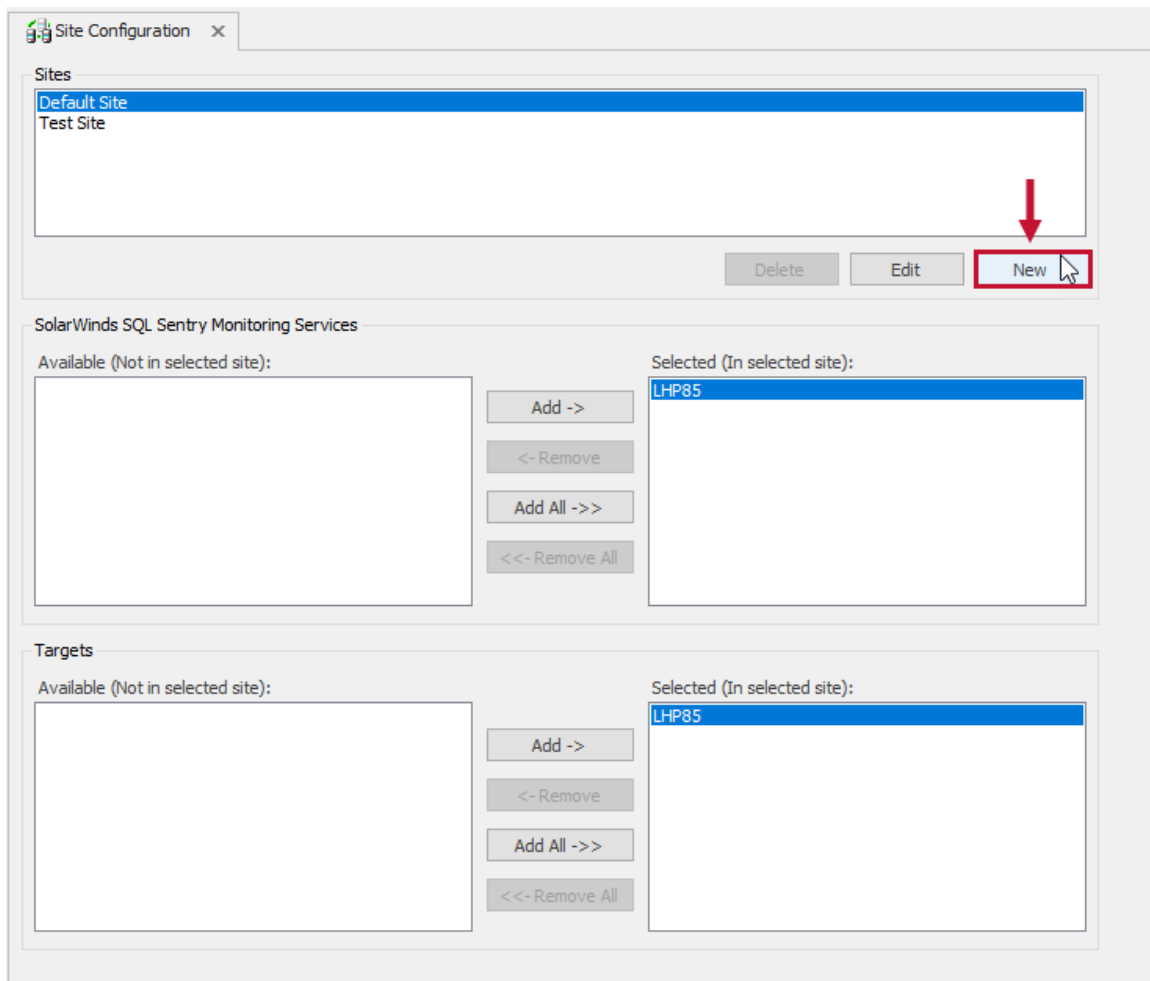 Site Configuration
Sites
Default Site
Test Site
Delete Edit New
SolarWinds SQL Sentry Monitoring Services
Available (Not in selected site): Selected (In selected site):
LHP85
Add ->
<- Remove
Add All ->>
<<- Remove All
Targets
Available (Not in selected site): Selected (In selected site):
LHP85
Add ->
<- Remove
Add All ->>
<<- Remove All